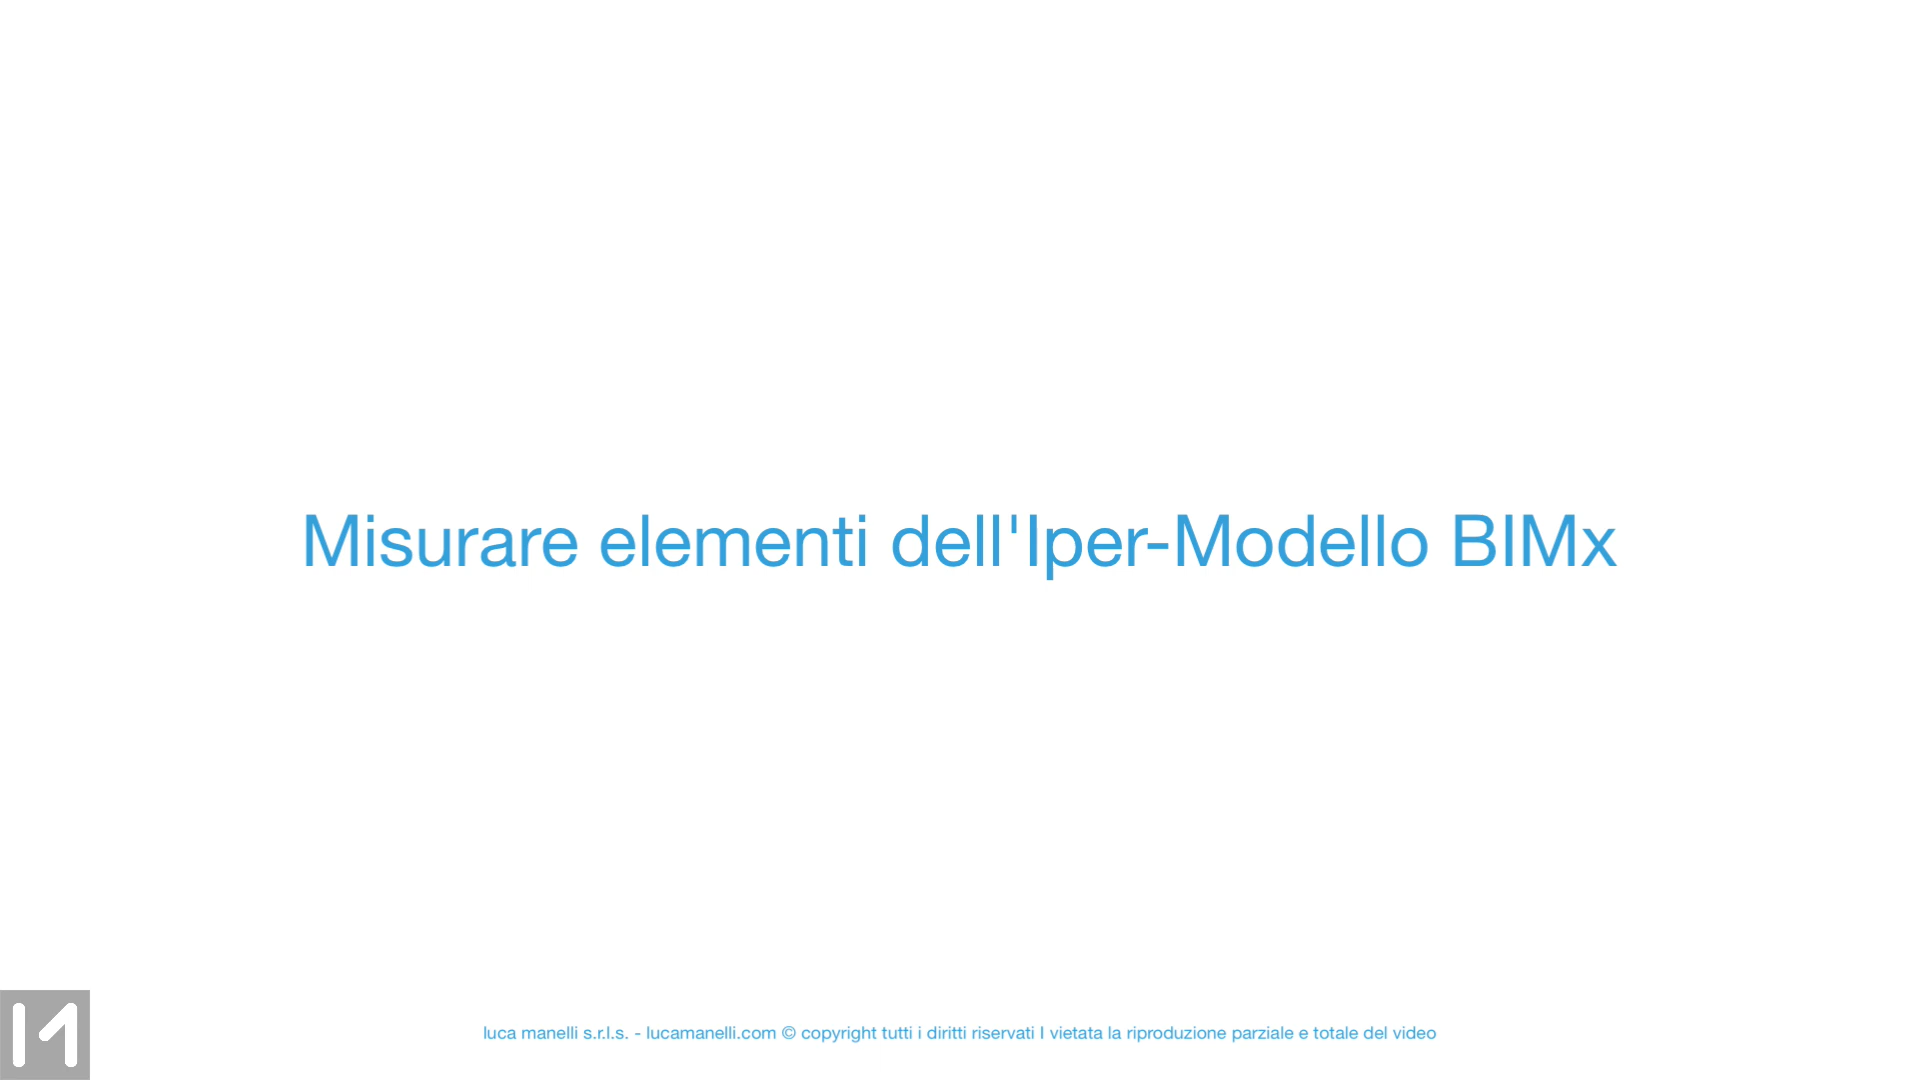 Misurare elementi dell'Iper-Modello BIMx
luca manelli s.r.l.s. - lucamanelli.com © copyright tutti i diritti riservati I vietata la riproduzione parziale e totale del video